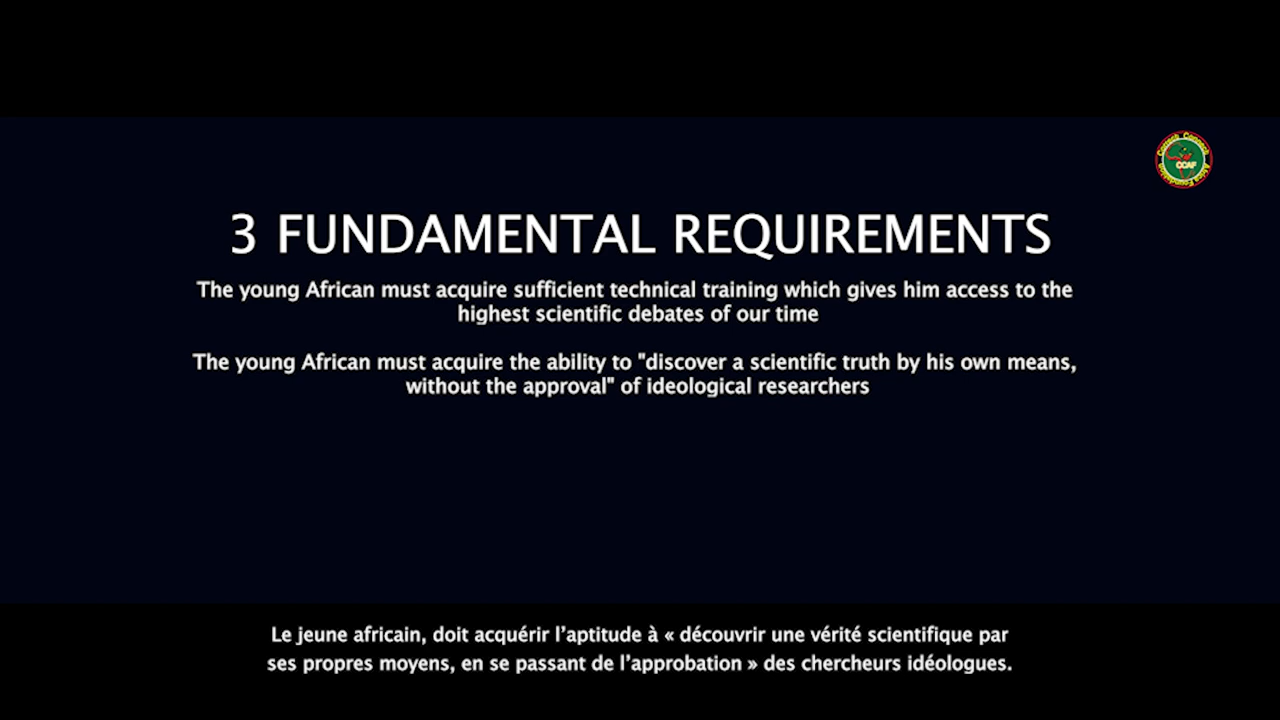 CCAF
3 FUNDAMENTAL REQUIREMENTS
The young African must acquire sufficient technical training which gives him access to the
highest scientific debates of our time
The young African must acquire the ability to "discover a scientific truth by his own means,
without the approval" of ideological researchers
Le jeune africain, doit acquérir l’aptitude à « découvrir une vérité scientifique par
ses propres moyens, en se passant de l’approbation » des chercheurs idéologues.